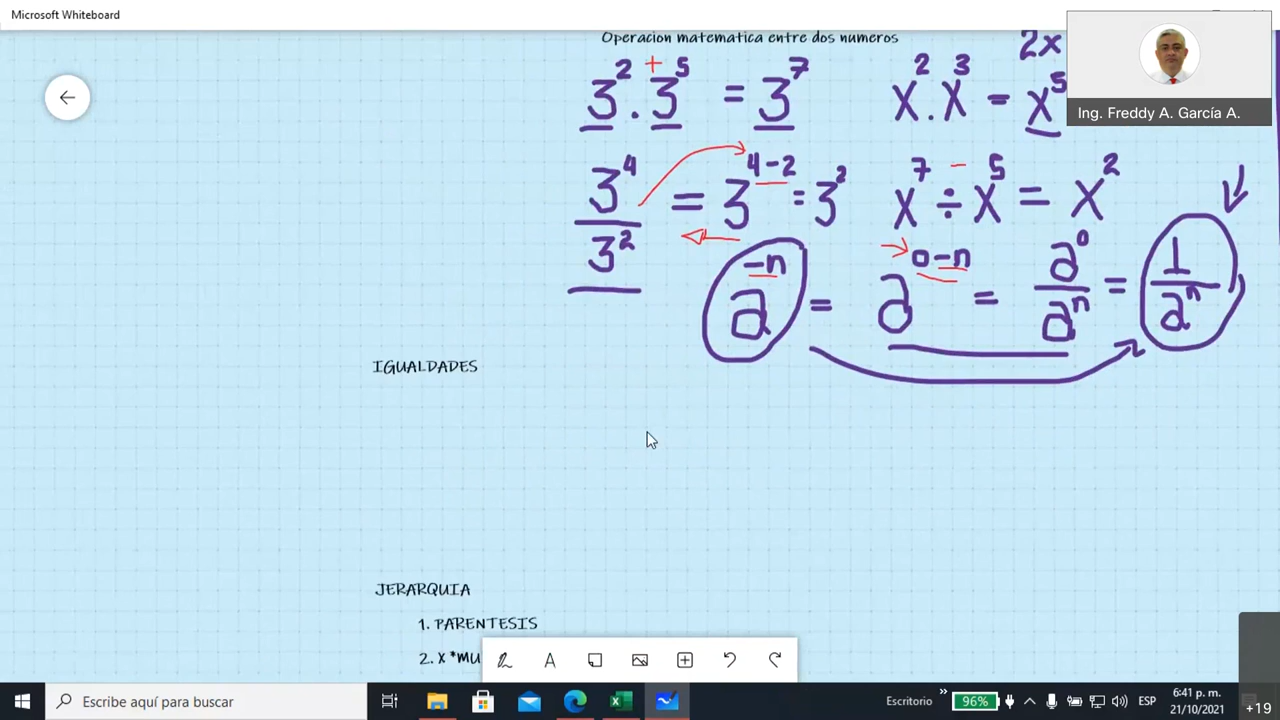 Microsoft Whiteboard
Operacion matematica entre dos numeros
2x
3² + 3⁵ = 3⁷
x² . x³ = x⁵
Ing. Freddy A. García A.
3⁴ / 3² = 3⁴⁻² = 3²
x⁷ ÷ x⁵ = x²
−
a⁻ⁿ = a⁰⁻ⁿ = a⁰ / aⁿ = 1 / aⁿ
IGUALDADES
JERARQUIA
1. PARENTESIS
2. X *MU
Escribe aquí para buscar
Escritorio
96%
ESP
6:41 p. m.
21/10/2021
+19